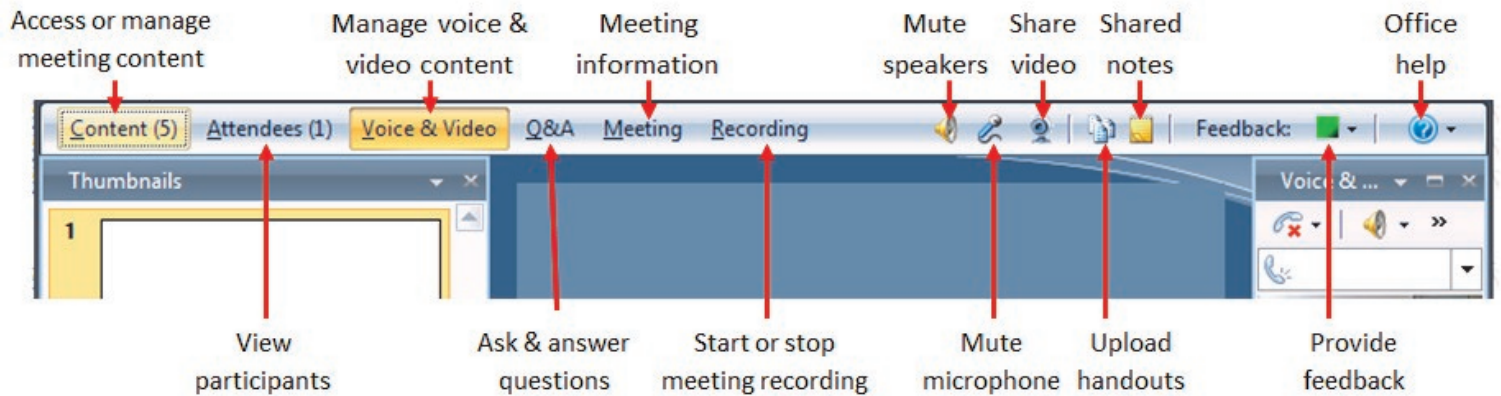 Access or manage
meeting content
Manage voice &
video content
Meeting
information
Mute
speakers
Share
video
Shared
notes
Office
help
Content (5) Attendees (1) Voice & Video Q&A Meeting Recording Feedback:
Thumbnails
Voice & ...
1
View
participants
Ask & answer
questions
Start or stop
meeting recording
Mute
microphone
Upload
handouts
Provide
feedback